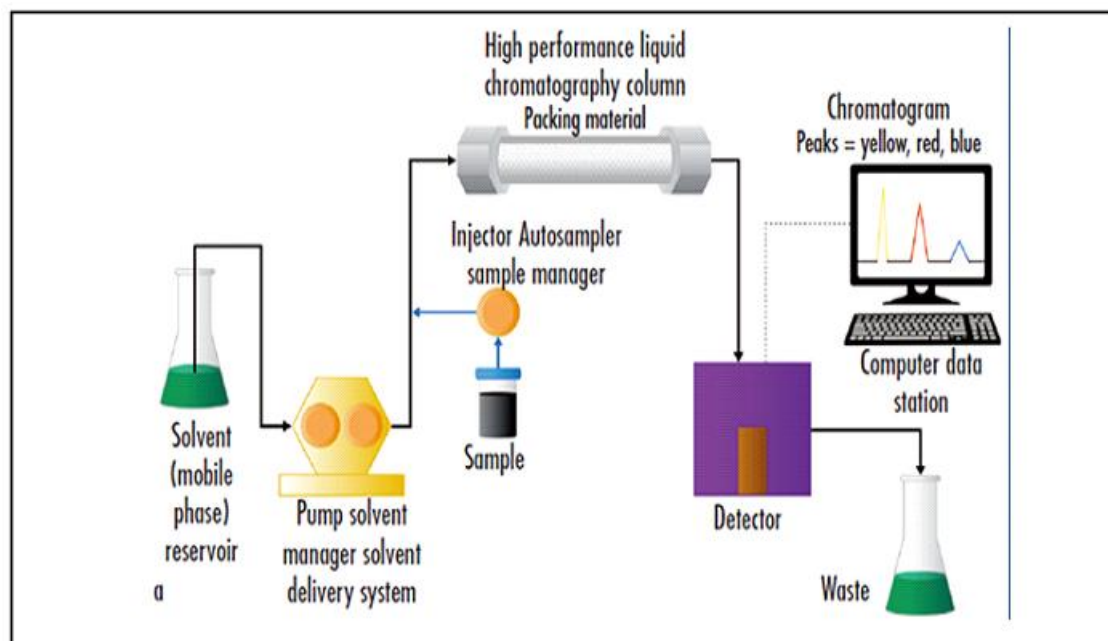 High performance liquid
chromatography column
Packing material
Chromatogram
Peaks = yellow, red, blue
Injector Autosampler
sample manager
Computer data
station
Solvent
(mobile
phase)
reservoir
Sample
Pump solvent
manager solvent
delivery system
Detector
Waste
a